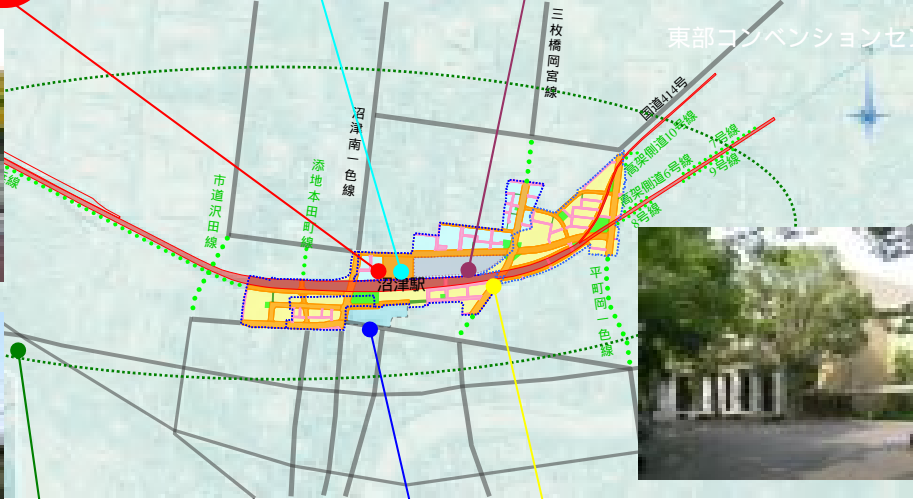 東部コンベンションセ
三枚橋岡宮線
国道414号
沼津南一色線
高架側道10号線
7号線
9号線
高架側道6号線
8号線
添地本田町線
市道沢田線
線
沼津駅
平町岡一色線